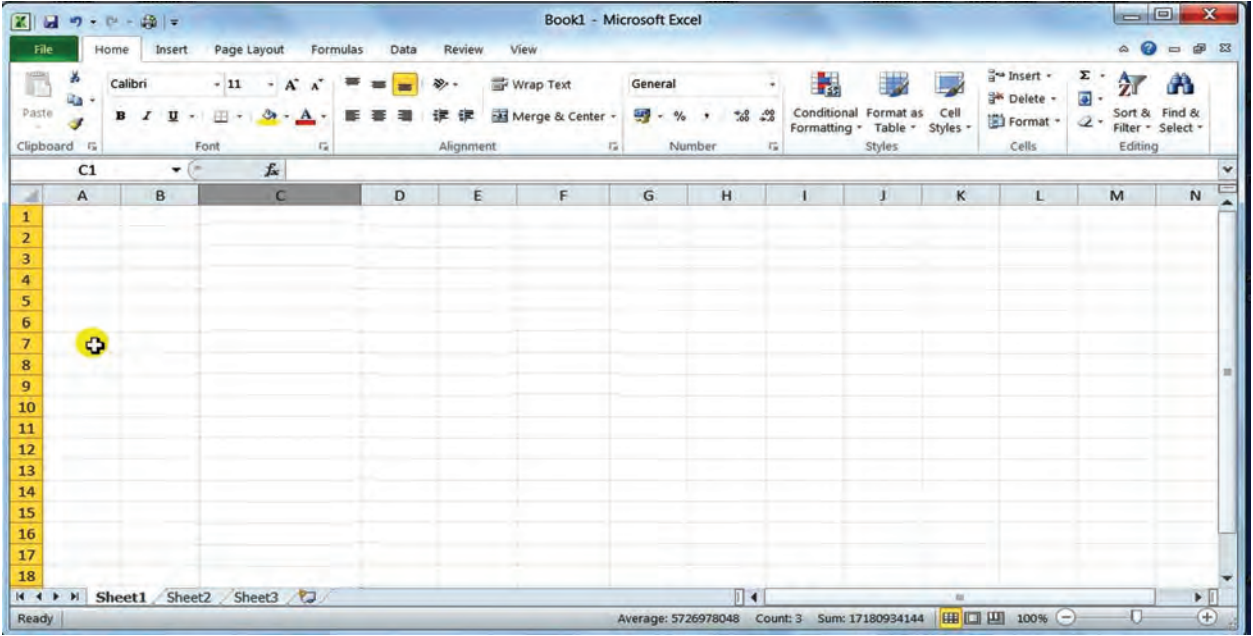 Book1 - Microsoft Excel
File Home Insert Page Layout Formulas Data Review View
Calibri 11 A A Wrap Text General Insert Σ
Paste Delete
B I U A Merge & Center % , Conditional Formatting Format as Table Cell Styles Format Sort & Filter Find & Select
Clipboard Font Alignment Number Styles Cells Editing
C1 fx
A B C D E F G H I J K L M N
1
2
3
4
5
6
7
8
9
10
11
12
13
14
15
16
17
18
Sheet1 Sheet2 Sheet3
Ready Average: 5726978048 Count: 3 Sum: 17180934144 100%